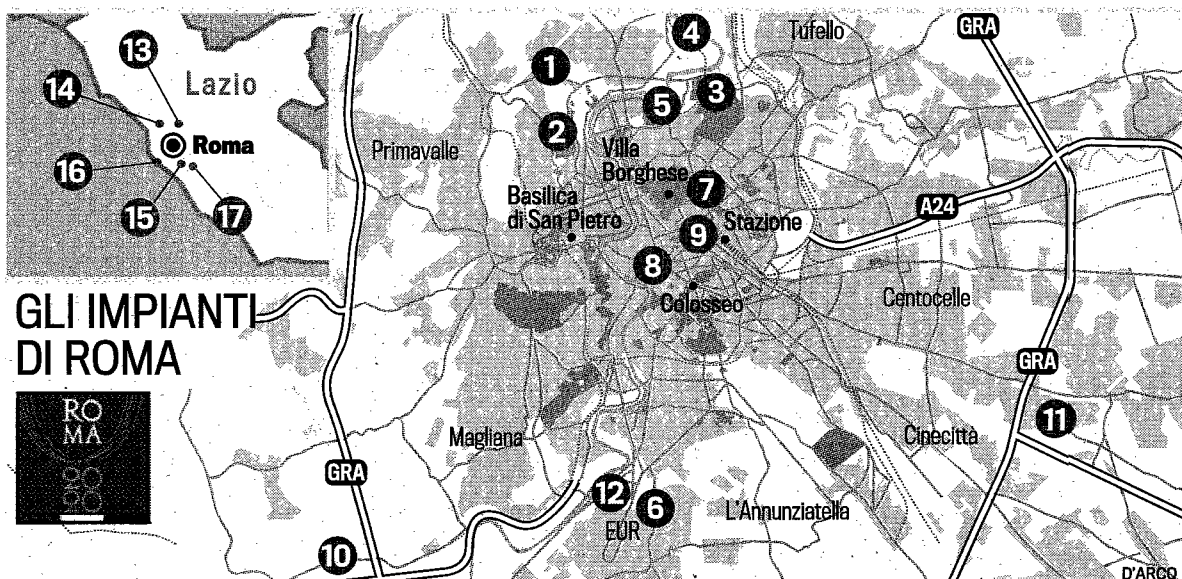 13
Lazio
14
Roma
16
15
17
GLI IMPIANTI
DI ROMA
RO
MA
4
Tufello
GRA
1
5
3
2
Primavalle
Villa
Borghese
7
Basilica
di San Pietro
A24
9
Stazione
8
Colosseo
Centocelle
GRA
11
Magliana
Cinecittà
GRA
12
6
L'Annunziatella
EUR
10
D'ARCO